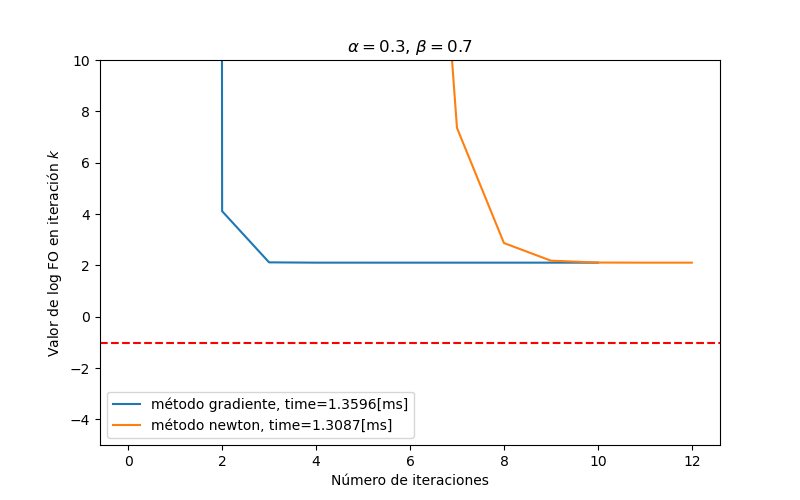 α = 0.3, β = 0.7
Valor de log FO en iteración k
10
8
6
4
2
0
−2
−4
método gradiente, time=1.3596[ms]
método newton, time=1.3087[ms]
0 2 4 6 8 10 12
Número de iteraciones